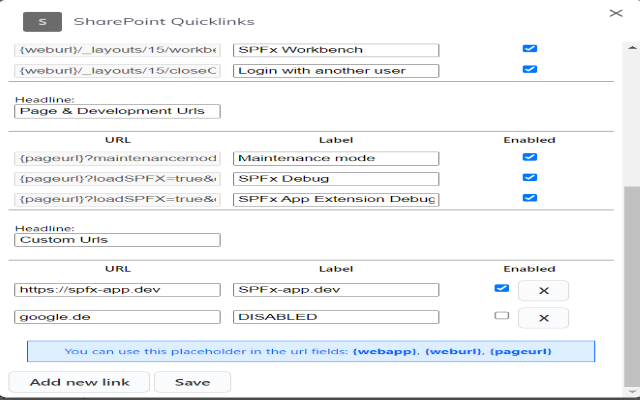 S SharePoint Quicklinks
{weburl}/_layouts/15/workbe SPFx Workbench
{weburl}/_layouts/15/closeC Login with another user
Headline:
Page & Development Urls
URL Label Enabled
{pageurl}?maintenancemod Maintenance mode
{pageurl}?loadSPFX=true& SPFx Debug
{pageurl}?loadSPFX=true& SPFx App Extension Debug
Headline:
Custom Urls
URL Label Enabled
https://spfx-app.dev SPFx-app.dev X
google.de DISABLED X
You can use this placeholder in the url fields: {webapp}, {weburl}, {pageurl}
Add new link Save